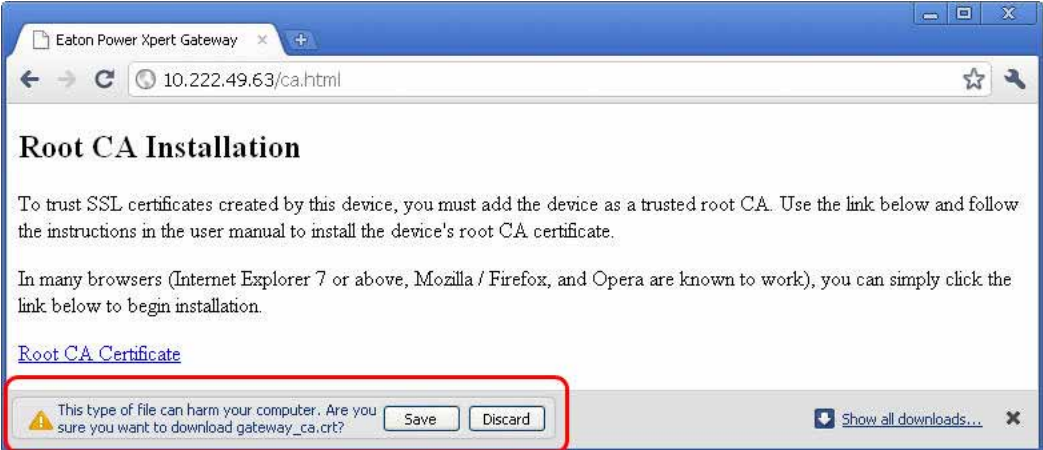 Eaton Power Xpert Gateway
10.222.49.63/ca.html
Root CA Installation
To trust SSL certificates created by this device, you must add the device as a trusted root CA. Use the link below and follow
the instructions in the user manual to install the device's root CA certificate.
In many browsers (Internet Explorer 7 or above, Mozilla / Firefox, and Opera are known to work), you can simply click the
link below to begin installation.
Root CA Certificate
This type of file can harm your computer. Are you
sure you want to download gateway_ca.crt?
Save
Discard
Show all downloads...